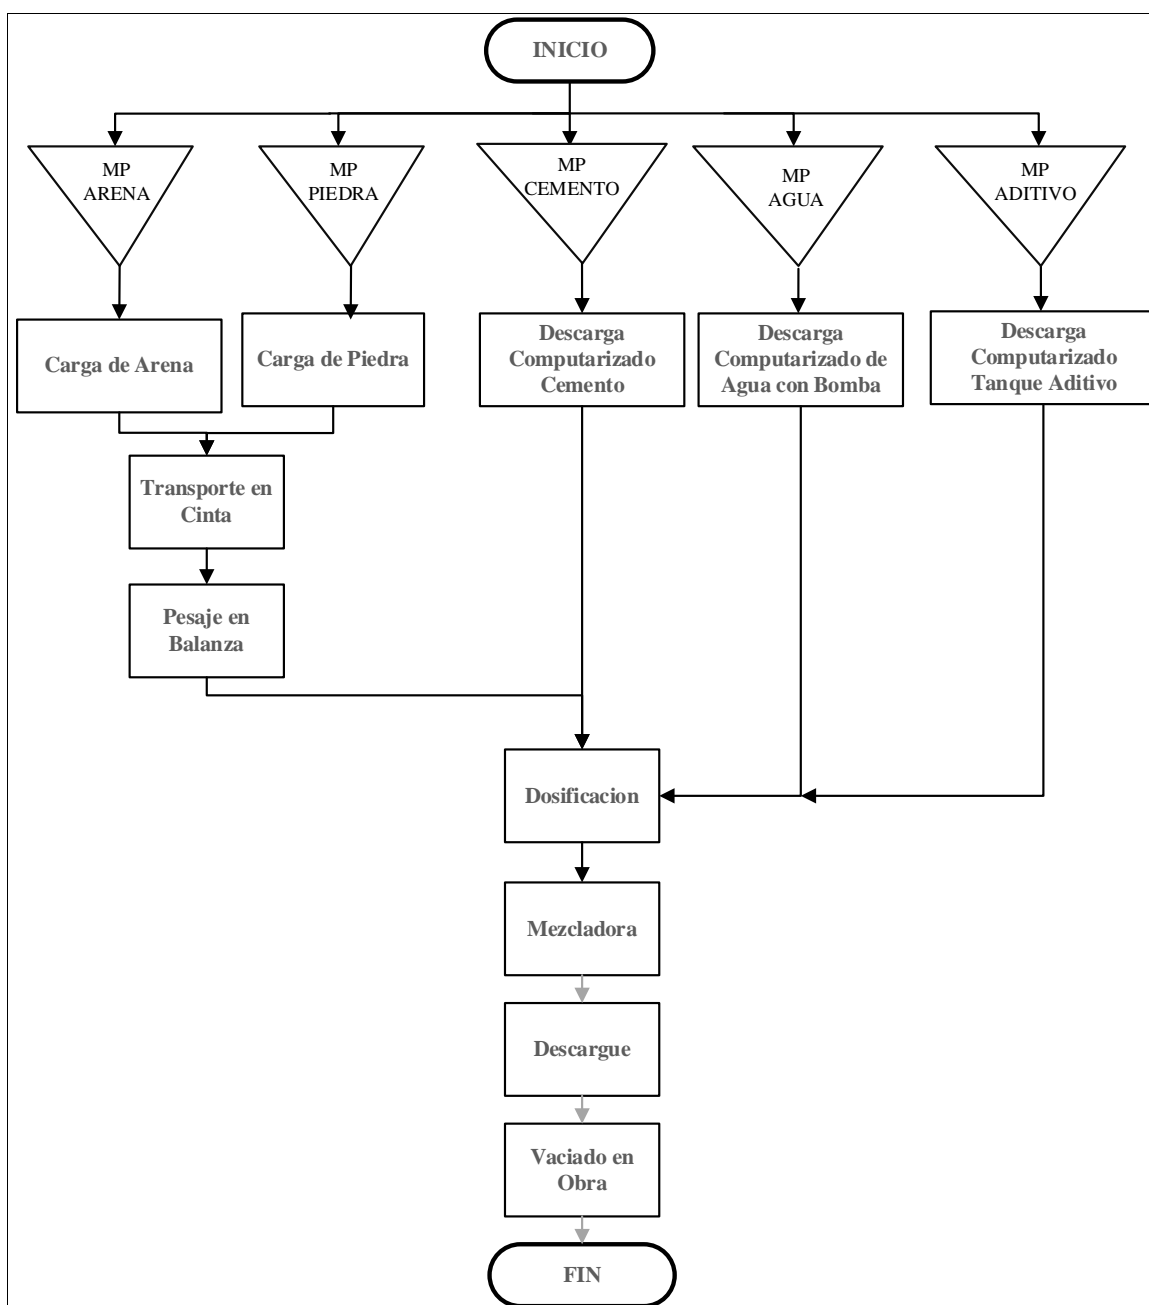 INICIO
MP
ARENA
MP
PIEDRA
MP
CEMENTO
MP
AGUA
MP
ADITIVO
Carga de Arena
Carga de Piedra
Descarga
Computarizado
Cemento
Descarga
Computarizado de
Agua con Bomba
Descarga
Computarizado
Tanque Aditivo
Transporte en
Cinta
Pesaje en
Balanza
Dosificacion
Mezcladora
Descargue
Vaciado en
Obra
FIN